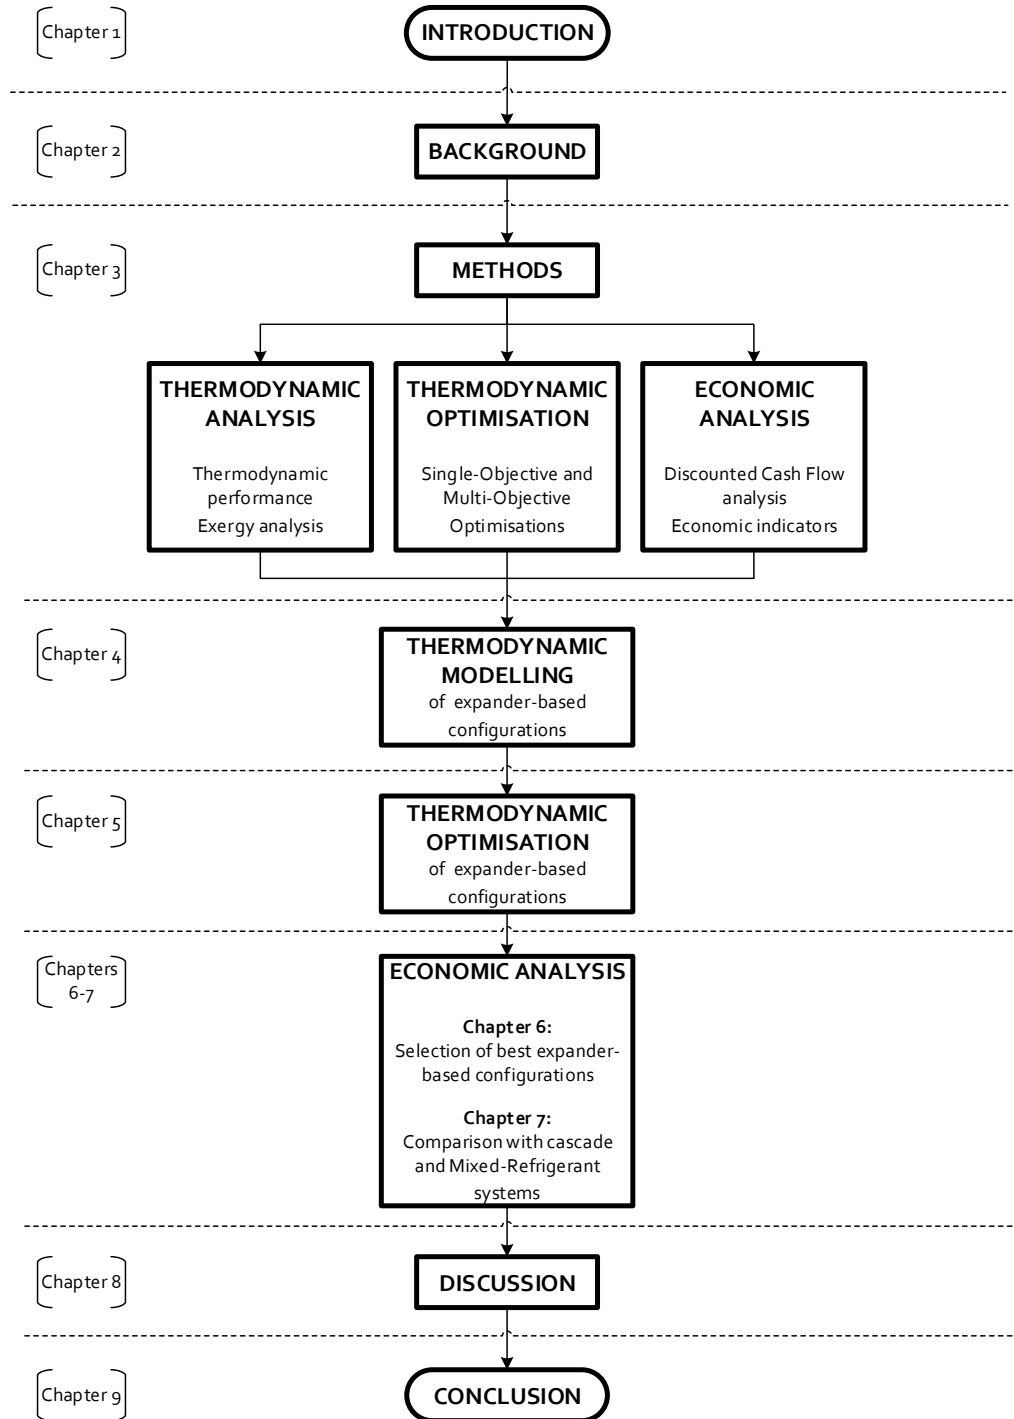 Chapter 1
INTRODUCTION
Chapter 2
BACKGROUND
Chapter 3
METHODS
THERMODYNAMIC
ANALYSIS
Thermodynamic
performance
Exergy analysis
THERMODYNAMIC
OPTIMISATION
Single-Objective and
Multi-Objective
Optimisations
ECONOMIC
ANALYSIS
Discounted Cash Flow
analysis
Economic indicators
Chapter 4
THERMODYNAMIC
MODELLING
of expander-based
configurations
Chapter 5
THERMODYNAMIC
OPTIMISATION
of expander-based
configurations
Chapters
6-7
ECONOMIC ANALYSIS
Chapter 6:
Selection of best expander-
based configurations
Chapter 7:
Comparison with cascade
and Mixed-Refrigerant
systems
Chapter 8
DISCUSSION
Chapter 9
CONCLUSION